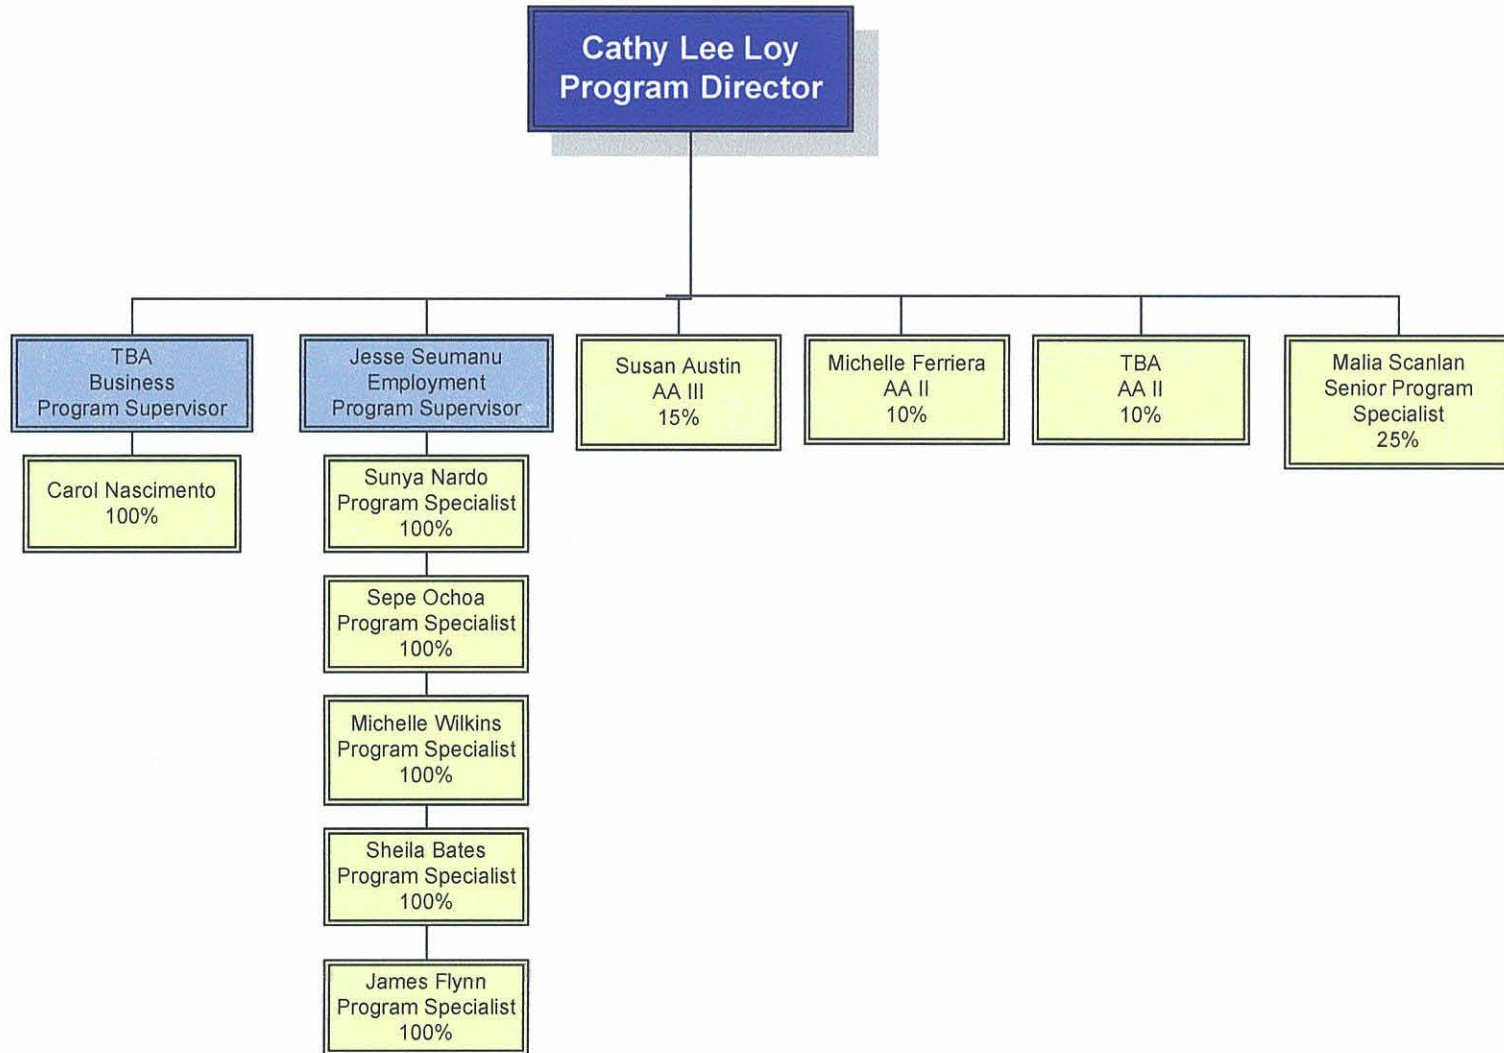 Cathy Lee Loy
Program Director
TBA
Business
Program Supervisor
Jesse Seumanu
Employment
Program Supervisor
Susan Austin
AA III
15%
Michelle Ferriera
AA II
10%
TBA
AA II
10%
Malia Scanlan
Senior Program
Specialist
25%
Carol Nascimento
100%
Sunya Nardo
Program Specialist
100%
Sepe Ochoa
Program Specialist
100%
Michelle Wilkins
Program Specialist
100%
Sheila Bates
Program Specialist
100%
James Flynn
Program Specialist
100%